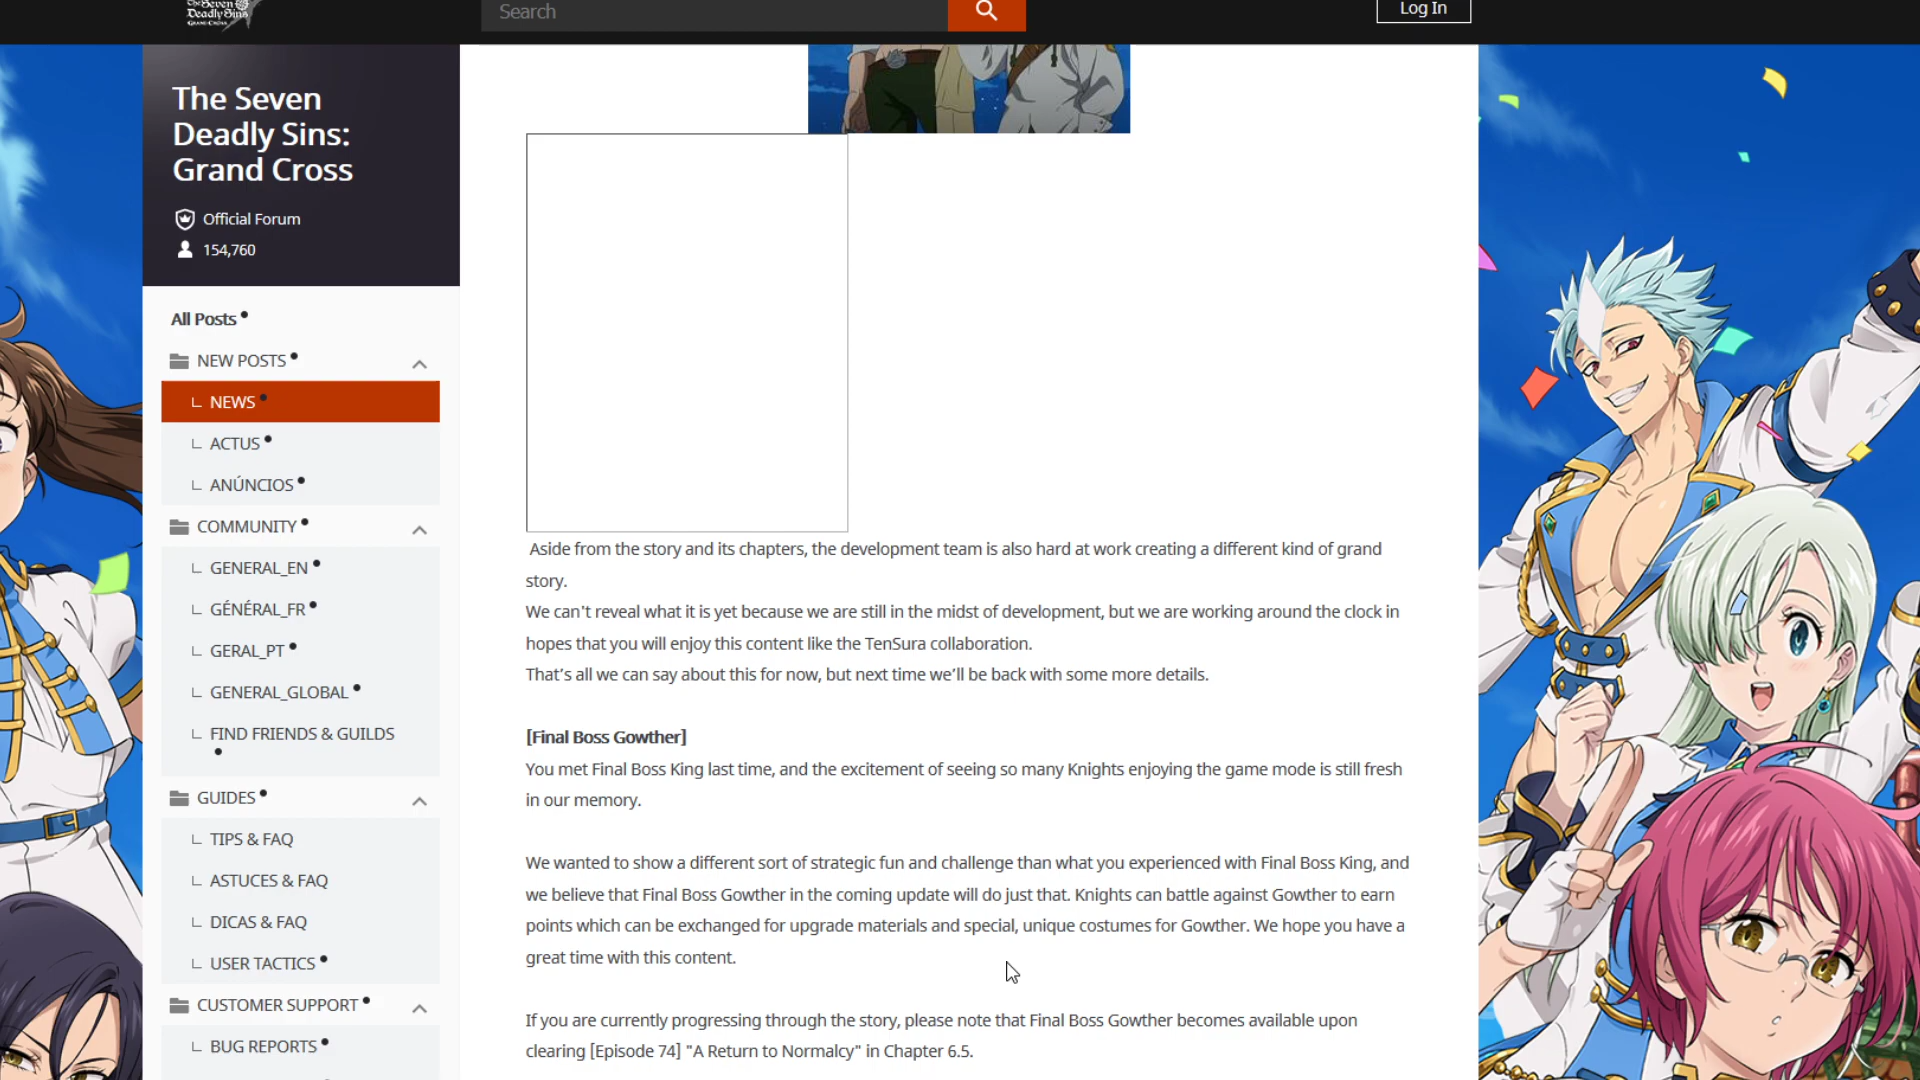 The Seven
Deadly Sins
GRAND CROSS
Search
Log In
The Seven
Deadly Sins:
Grand Cross
Official Forum
154,760
All Posts
NEW POSTS
NEWS
ACTUS
ANÚNCIOS
COMMUNITY
GENERAL_EN
GÉNÉRAL_FR
GERAL_PT
GENERAL_GLOBAL
FIND FRIENDS & GUILDS
GUIDES
TIPS & FAQ
ASTUCES & FAQ
DICAS & FAQ
USER TACTICS
CUSTOMER SUPPORT
BUG REPORTS
Aside from the story and its chapters, the development team is also hard at work creating a different kind of grand
story.
We can't reveal what it is yet because we are still in the midst of development, but we are working around the clock in
hopes that you will enjoy this content like the TenSura collaboration.
That’s all we can say about this for now, but next time we’ll be back with some more details.
[Final Boss Gowther]
You met Final Boss King last time, and the excitement of seeing so many Knights enjoying the game mode is still fresh
in our memory.
We wanted to show a different sort of strategic fun and challenge than what you experienced with Final Boss King, and
we believe that Final Boss Gowther in the coming update will do just that. Knights can battle against Gowther to earn
points which can be exchanged for upgrade materials and special, unique costumes for Gowther. We hope you have a
great time with this content.
If you are currently progressing through the story, please note that Final Boss Gowther becomes available upon
clearing [Episode 74] "A Return to Normalcy" in Chapter 6.5.